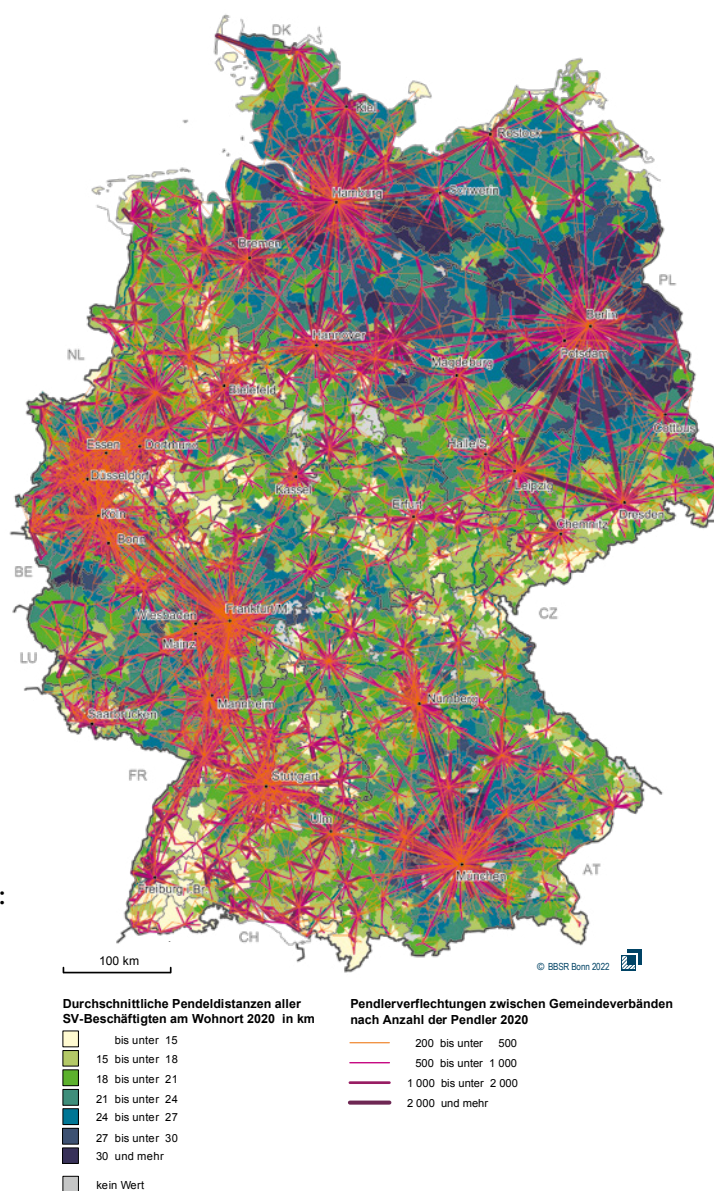 DK
Kiel
Rostock
Hamburg
Schwerin
Bremen
PL
Berlin
Hannover
Potsdam
NL
Magdeburg
Bielefeld
Cottbus
Essen
Dortmund
Halle/S.
Düsseldorf
Leipzig
Kassel
Köln
Erfurt
Dresden
Chemnitz
Bonn
BE
Wiesbaden
Frankfurt/M.
CZ
Mainz
LU
Mannheim
Nürnberg
Saarbrücken
FR
Stuttgart
Ulm
München
AT
Freiburg i. Br.
:
CH
100 km
© BBSR Bonn 2022
Durchschnittliche Pendeldistanzen aller
SV-Beschäftigten am Wohnort 2020 in km
bis unter 15
15 bis unter 18
18 bis unter 21
21 bis unter 24
24 bis unter 27
27 bis unter 30
30 und mehr
kein Wert
Pendlerverflechtungen zwischen Gemeindeverbänden
nach Anzahl der Pendler 2020
200 bis unter 500
500 bis unter 1 000
1 000 bis unter 2 000
2 000 und mehr